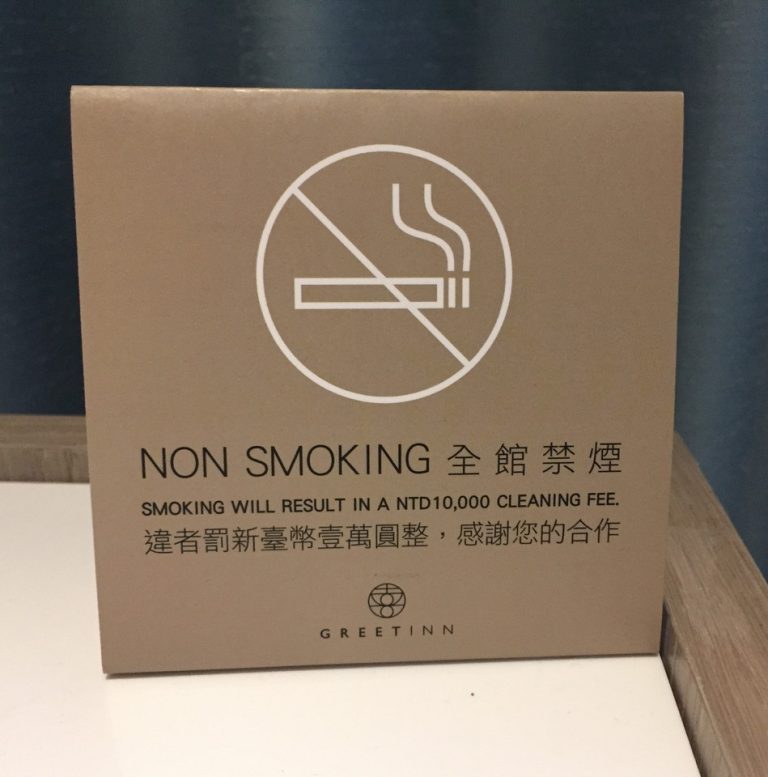 NON SMOKING 全館禁煙
SMOKING WILL RESULT IN A NTD10,000 CLEANING FEE.
違者罰新臺幣壹萬圓整，感謝您的合作
GREETINN